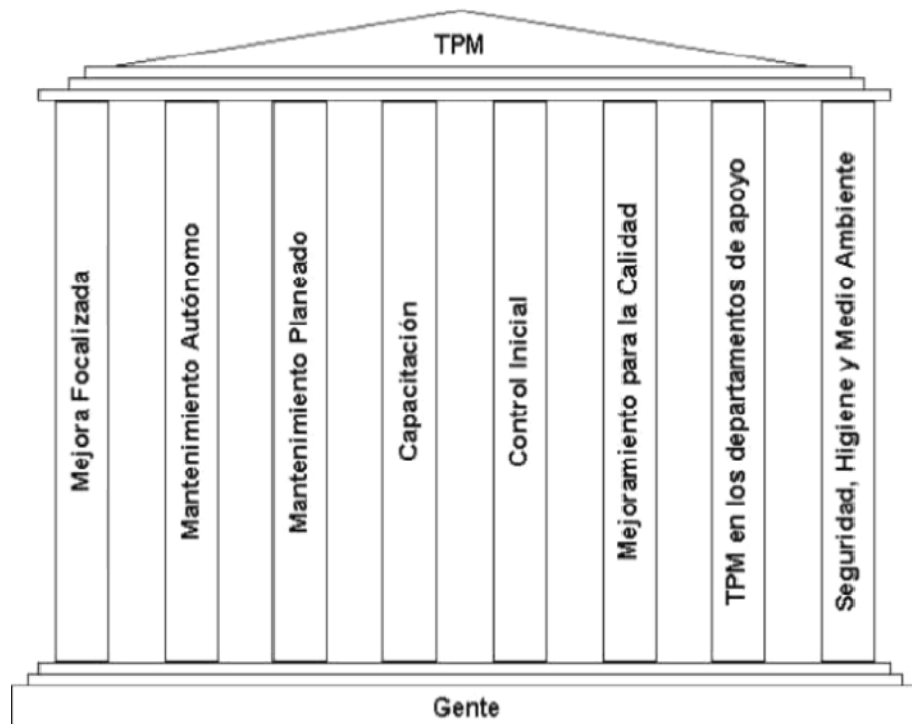 TPM
Mejora Focalizada
Mantenimiento Autónomo
Mantenimiento Planeado
Capacitación
Control Inicial
Mejoramiento para la Calidad
TPM en los departamentos de apoyo
Seguridad, Higiene y Medio Ambiente
Gente